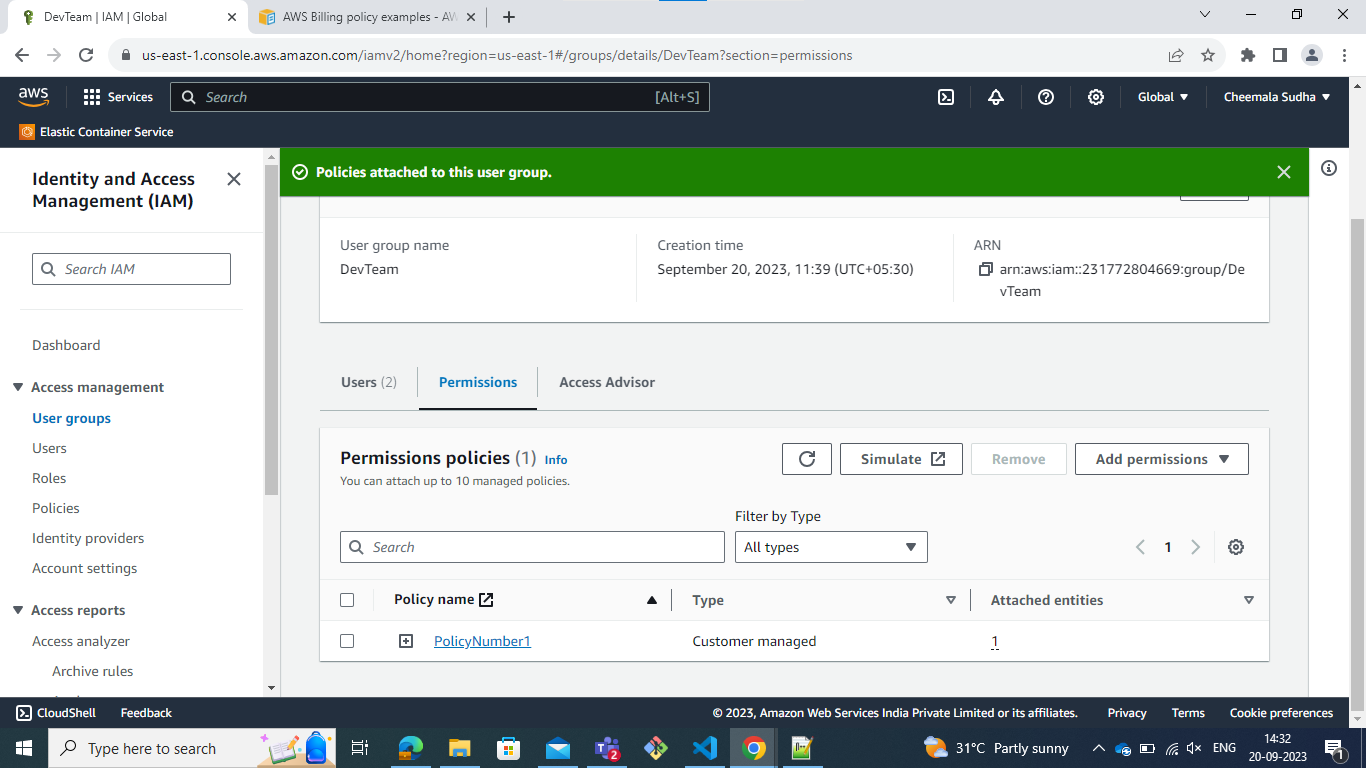 DevTeam | IAM | Global
AWS Billing policy examples - AW
us-east-1.console.aws.amazon.com/iamv2/home?region=us-east-1#/groups/details/DevTeam?section=permissions
aws
Services
Search
[Alt+S]
Global
Cheemala Sudha
Elastic Container Service
Identity and Access
Management (IAM)
Search IAM
Dashboard
Access management
User groups
Users
Roles
Policies
Identity providers
Account settings
Access reports
Access analyzer
Archive rules
Policies attached to this user group.
User group name
DevTeam
Creation time
September 20, 2023, 11:39 (UTC+05:30)
ARN
arn:aws:iam::231772804669:group/De
vTeam
Users (2)
Permissions
Access Advisor
Permissions policies (1) Info
You can attach up to 10 managed policies.
Simulate
Remove
Add permissions
Filter by Type
Search
All types
1
Policy name
Type
Attached entities
PolicyNumber1
Customer managed
1
CloudShell
Feedback
© 2023, Amazon Web Services India Private Limited or its affiliates.
Privacy
Terms
Cookie preferences
Type here to search
2
31°C Partly sunny
ENG
14:32
20-09-2023
1